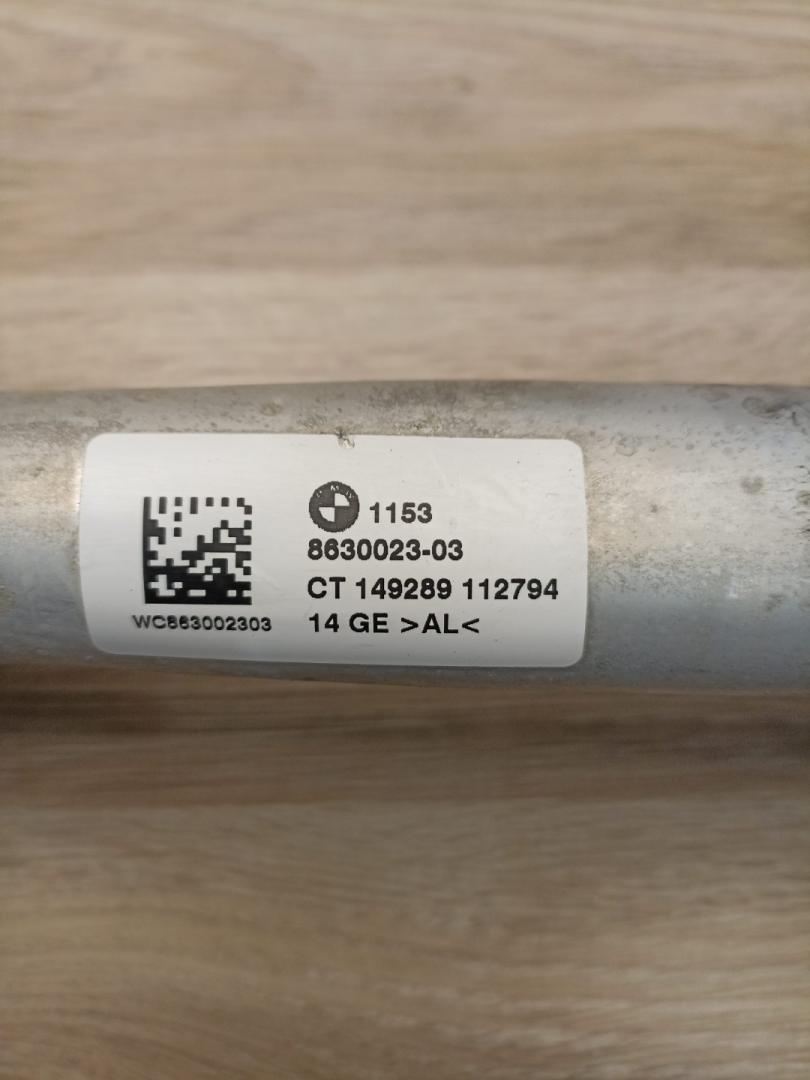 1153
8630023-03
CT 149289 112794
14 GE >AL<
WC863002303